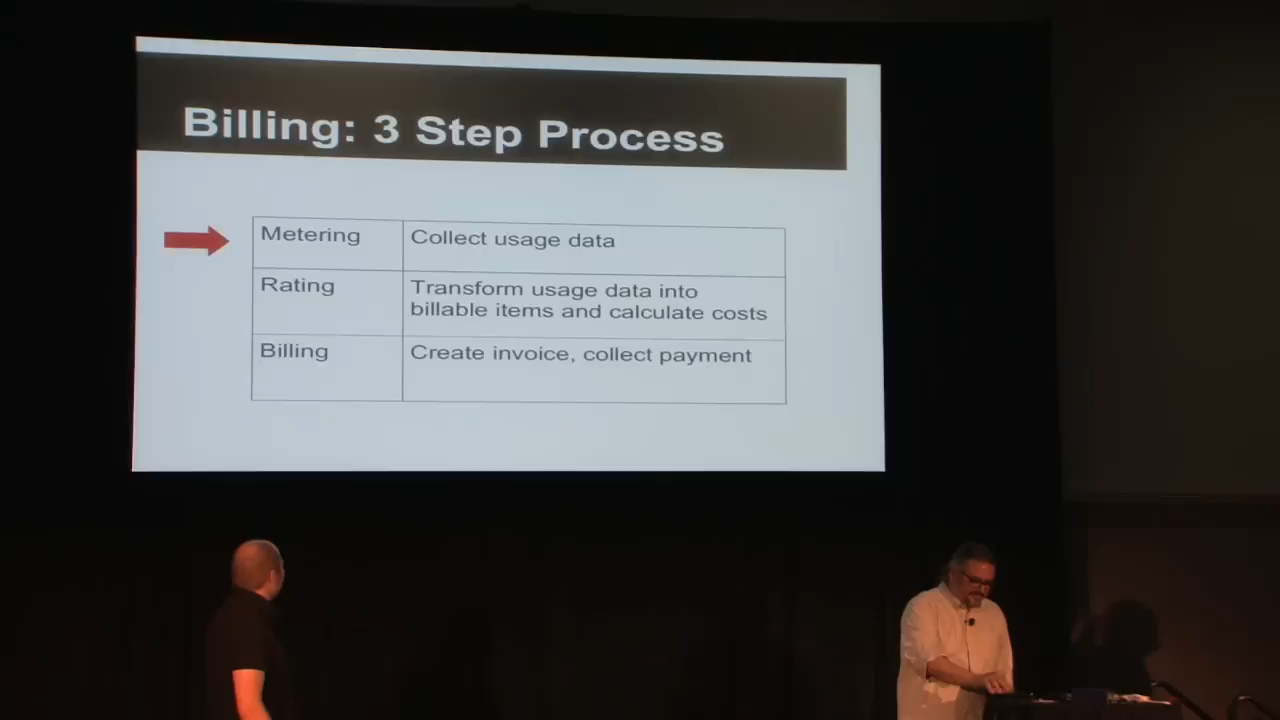 Billing: 3 Step Process
Metering
Collect usage data
Rating
Transform usage data into
billable items and calculate costs
Billing
Create invoice, collect payment